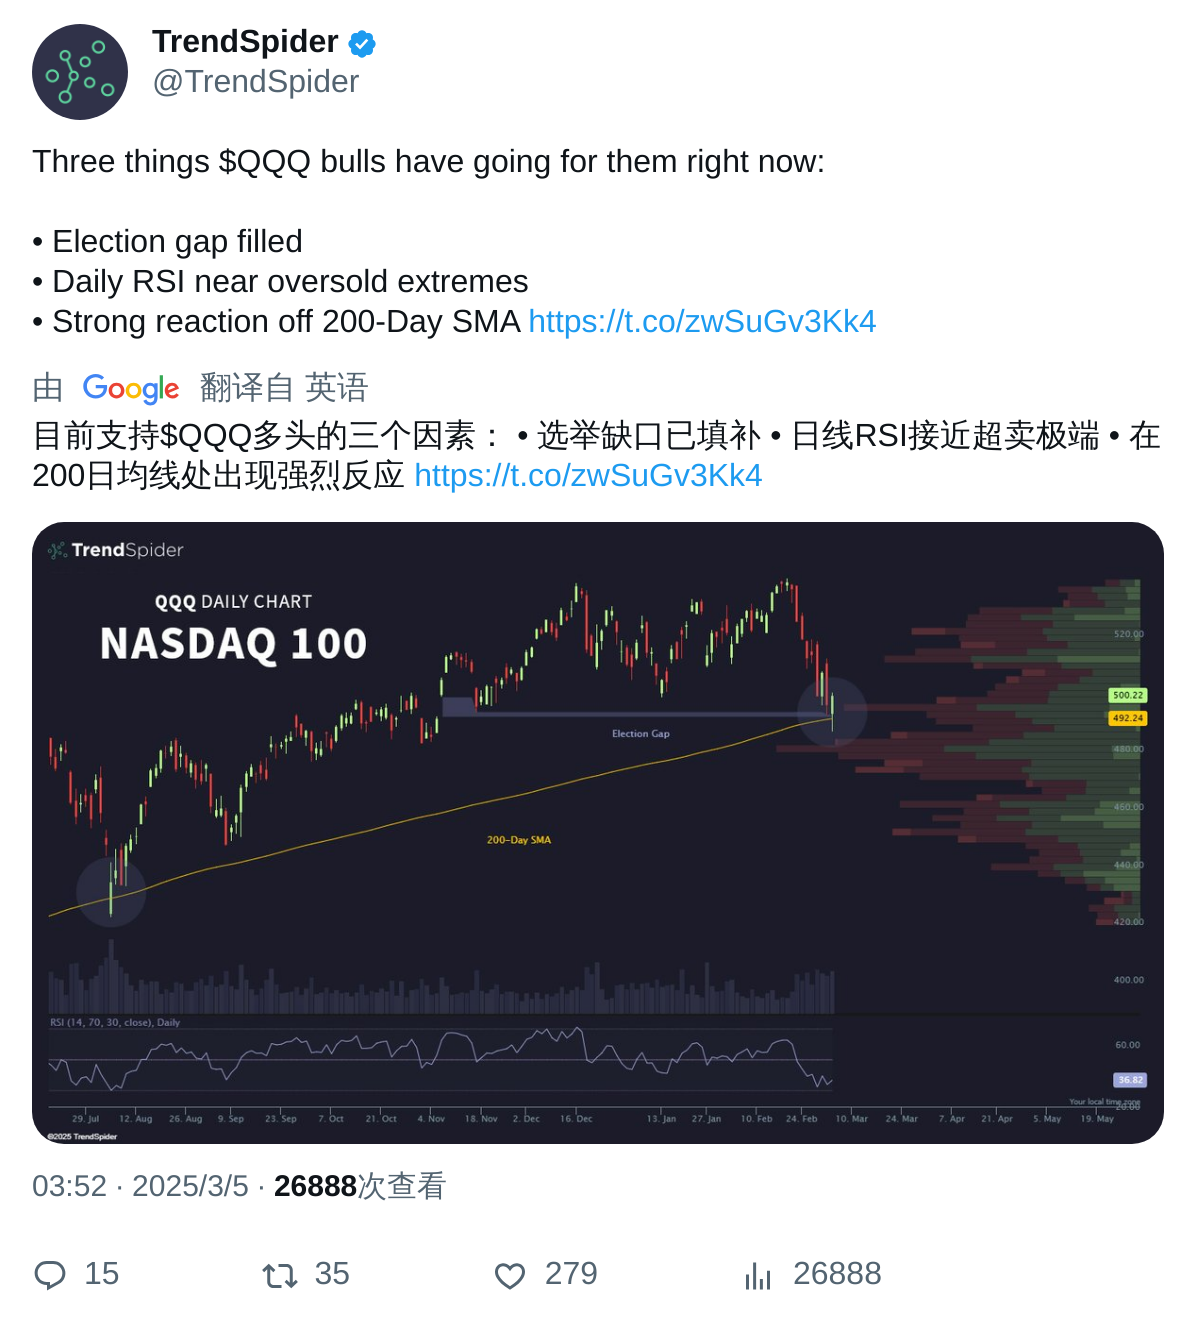 TrendSpider
@TrendSpider
Three things $QQQ bulls have going for them right now:
• Election gap filled
• Daily RSI near oversold extremes
• Strong reaction off 200-Day SMA https://t.co/zwSuGv3Kk4
由 Google 翻译自 英语
目前支持$QQQ多头的三个因素： • 选举缺口已填补 • 日线RSI接近超卖极端 • 在
200日均线处出现强烈反应 https://t.co/zwSuGv3Kk4
TrendSpider
QQQ DAILY CHART
NASDAQ 100
520.00
500.22
492.24
Election Gap
480.00
460.00
200-Day SMA
440.00
420.00
400.00
RSI (14, 70, 30, close), Daily
60.00
36.82
Your local time zone
20.00
29. Jul 12. Aug 26. Aug 9. Sep 23. Sep 7. Oct 21. Oct 4. Nov 18. Nov 2. Dec 16. Dec 13. Jan 27. Jan 10. Feb 24. Feb 10. Mar 24. Mar 7. Apr 21. Apr 5. May 19. May
©2025 TrendSpider
03:52 · 2025/3/5 · 26888次查看
15 35 279 26888